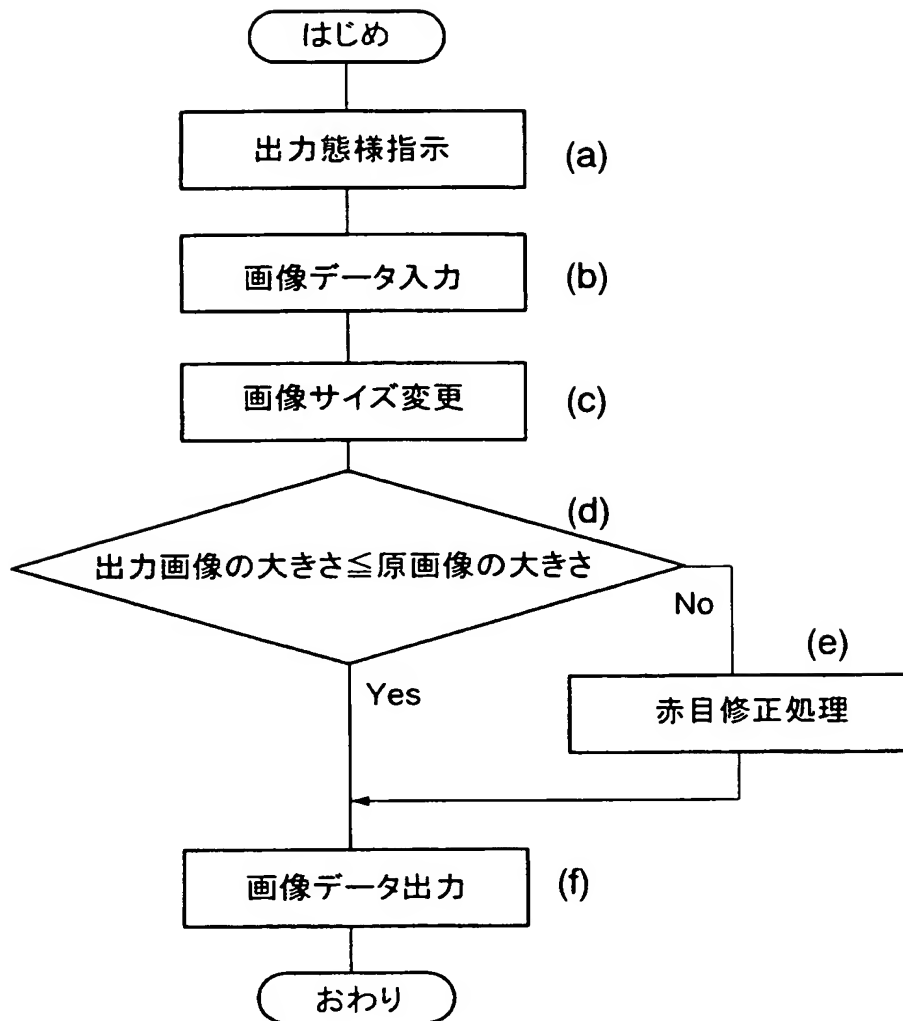 はじめ
出力態様指示
(a)
画像データ入力
(b)
画像サイズ変更
(c)
(d)
出力画像の大きさ≦原画像の大きさ
No
(e)
Yes
赤目修正処理
画像データ出力
(f)
おわり